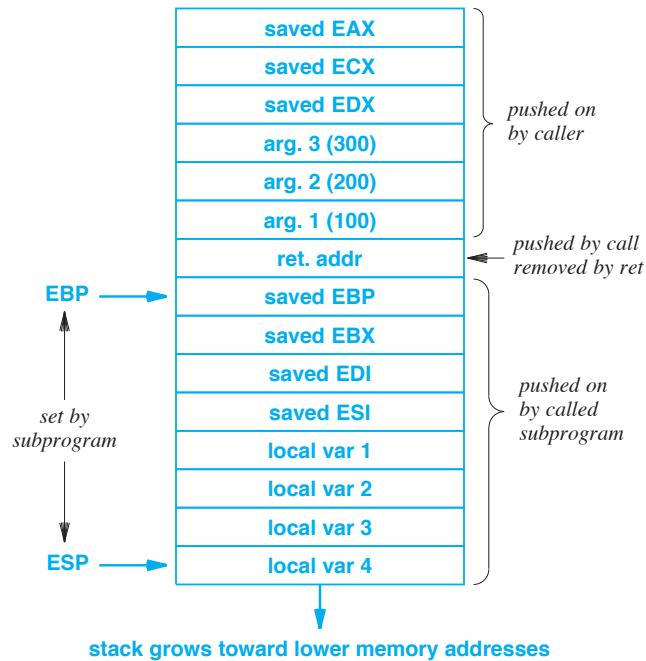 saved EAX
saved ECX
saved EDX
arg. 3 (300)
arg. 2 (200)
arg. 1 (100)
pushed on
by caller
ret. addr
pushed by call
removed by ret
EBP
saved EBP
saved EBX
saved EDI
saved ESI
local var 1
local var 2
local var 3
local var 4
set by
subprogram
pushed on
by called
subprogram
ESP
stack grows toward lower memory addresses